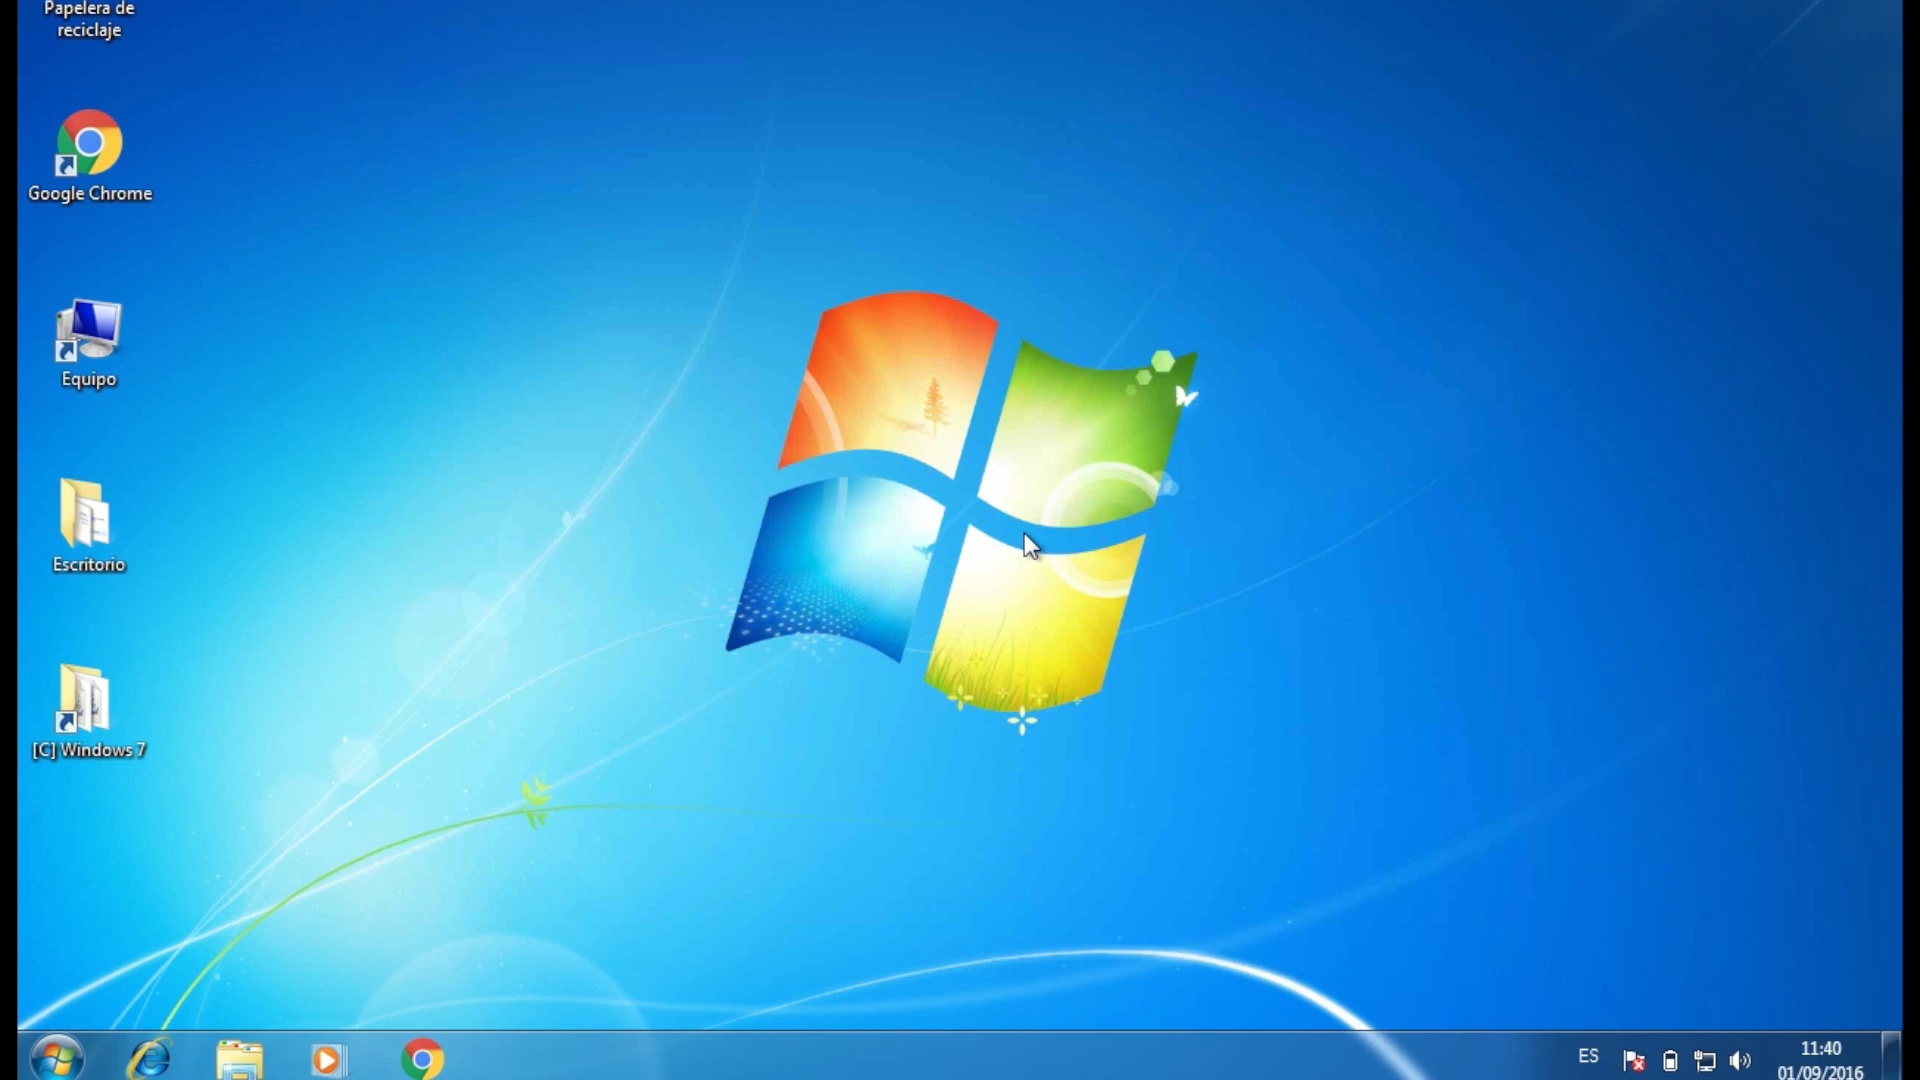 Papelera de
reciclaje
Google Chrome
Equipo
Escritorio
[C] Windows 7
ES
11:40
01/09/2016